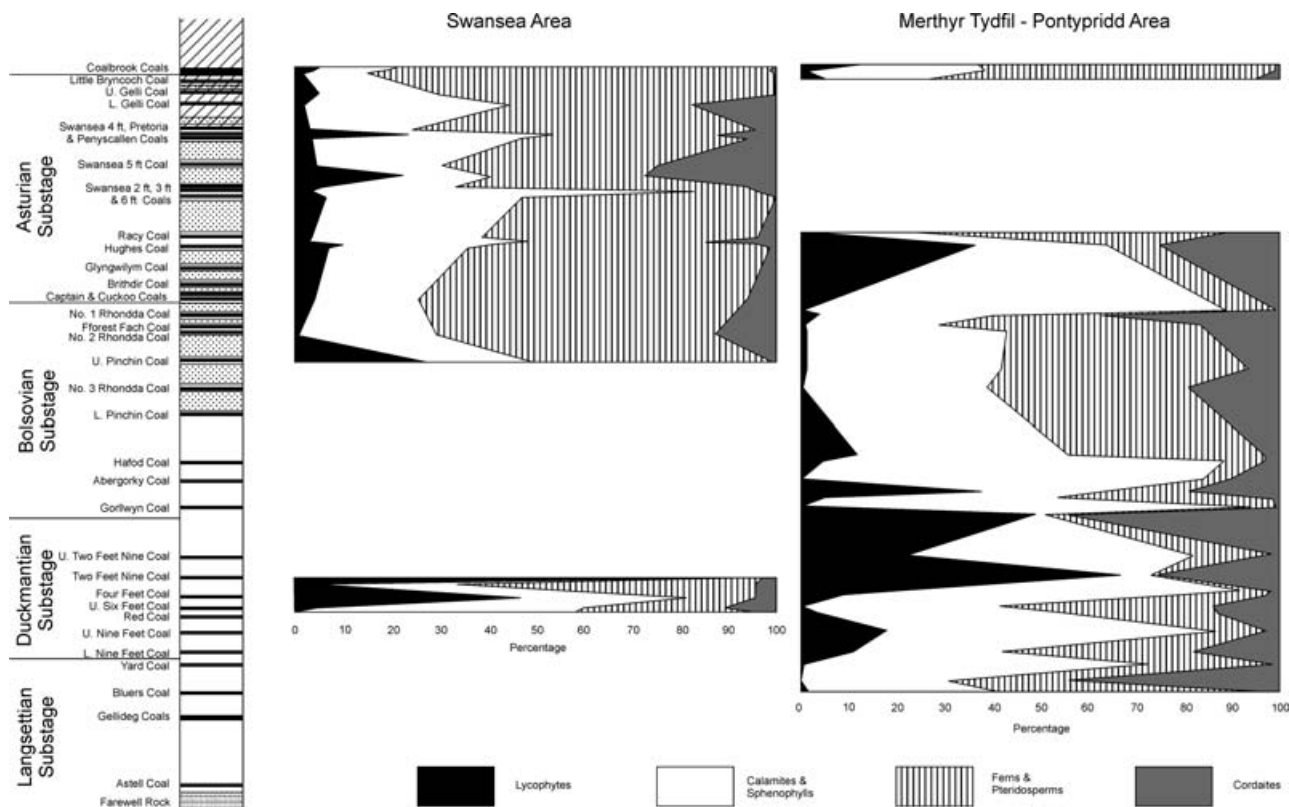 Swansea Area
Merthyr Tydfil - Pontypridd Area
Asturian
Substage
Bolsovian
Substage
Duckmantian
Substage
Langsettian
Substage
Coalbrook Coals
Little Bryncoch Coal
U. Gelli Coal
L. Gelli Coal
Swansea 4 ft, Pretoria
& Penyscallen Coals
Swansea 5 ft Coal
Swansea 2 ft, 3 ft
& 6 ft. Coals
Racy Coal
Hughes Coal
Glyngwilym Coal
Brithdir Coal
Captain & Cuckoo Coals
No. 1 Rhondda Coal
Fforest Fach Coal
No. 2 Rhondda Coal
U. Pinchin Coal
No. 3 Rhondda Coal
L. Pinchin Coal
Hafod Coal
Abergorky Coal
Gorllwyn Coal
U. Two Feet Nine Coal
Two Feet Nine Coal
Four Feet Coal
U. Six Feet Coal
Red Coal
U. Nine Feet Coal
L. Nine Feet Coal
Yard Coal
Bluers Coal
Gellideg Coals
Astell Coal
Farewell Rock
0 10 20 30 40 50 60 70 80 90 100
Percentage
0 10 20 30 40 50 60 70 80 90 100
Percentage
Lycophytes
Calamites &
Sphenophylls
Ferns &
Pteridosperms
Cordaites